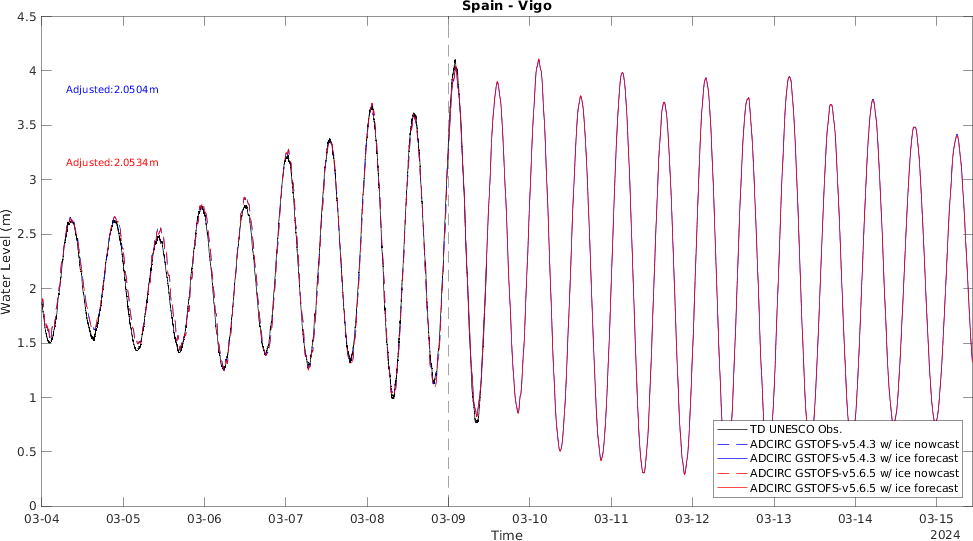 Spain - Vigo
4.5
4
3.5
3
2.5
2
1.5
1
0.5
0
Water Level (m)
Adjusted:2.0504m
Adjusted:2.0534m
TD UNESCO Obs.
ADCIRC GSTOFS-v5.4.3 w/ ice nowcast
ADCIRC GSTOFS-v5.4.3 w/ ice forecast
ADCIRC GSTOFS-v5.6.5 w/ ice nowcast
ADCIRC GSTOFS-v5.6.5 w/ ice forecast
03-04 03-05 03-06 03-07 03-08 03-09 03-10 03-11 03-12 03-13 03-14 03-15
2024
Time